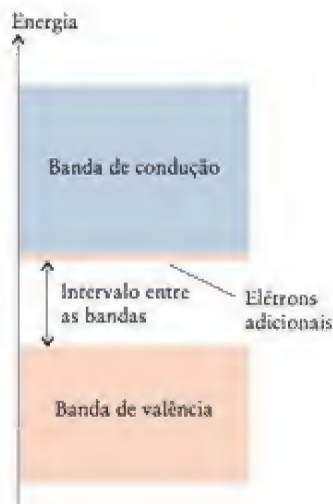 Energia
Banda de condução
Intervalo entre
as bandas
Elétrons
adicionais
Banda de valência